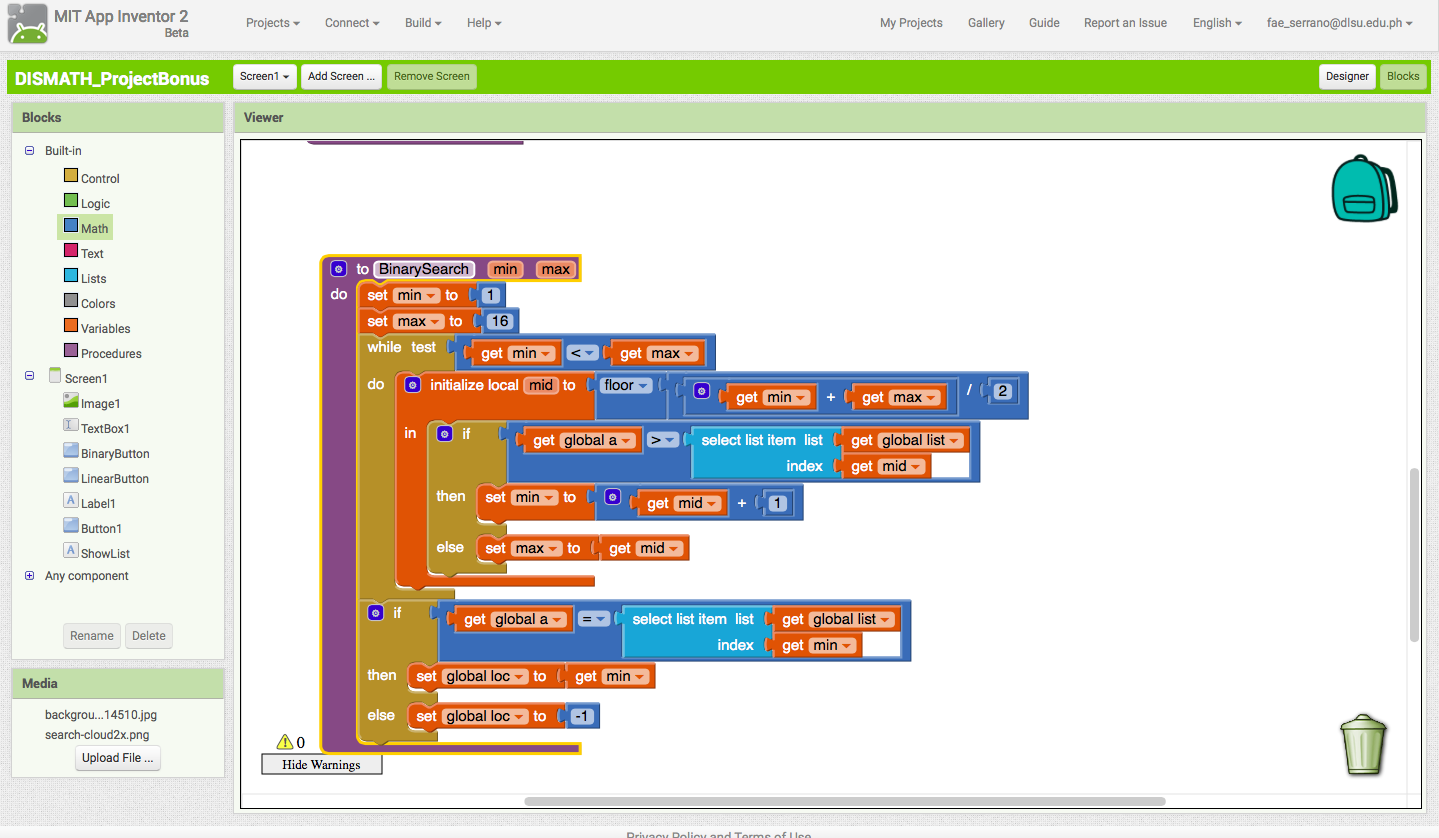 MIT App Inventor 2
Beta
Projects Connect Build Help My Projects Gallery Guide Report an Issue English fae_serrano@dlsu.edu.ph
DISMATH_ProjectBonus Screen1 Add Screen ... Remove Screen Designer Blocks
Blocks
Built-in
Control
Logic
Math
Text
Lists
Colors
Variables
Procedures
Screen1
Image1
TextBox1
BinaryButton
LinearButton
Label1
Button1
ShowList
Any component
Rename Delete
Media
backgrou...14510.jpg
search-cloud2x.png
Upload File ...
Viewer
to BinarySearch min max
do set min to 1
set max to 16
while test get min < get max
do initialize local mid to floor get min + get max / 2
in if get global a > select list item list get global list
index get mid
then set min to get mid + 1
else set max to get mid
if get global a = select list item list get global list
index get min
then set global loc to get min
else set global loc to -1
0
Hide Warnings
Privacy Policy and Terms of Use